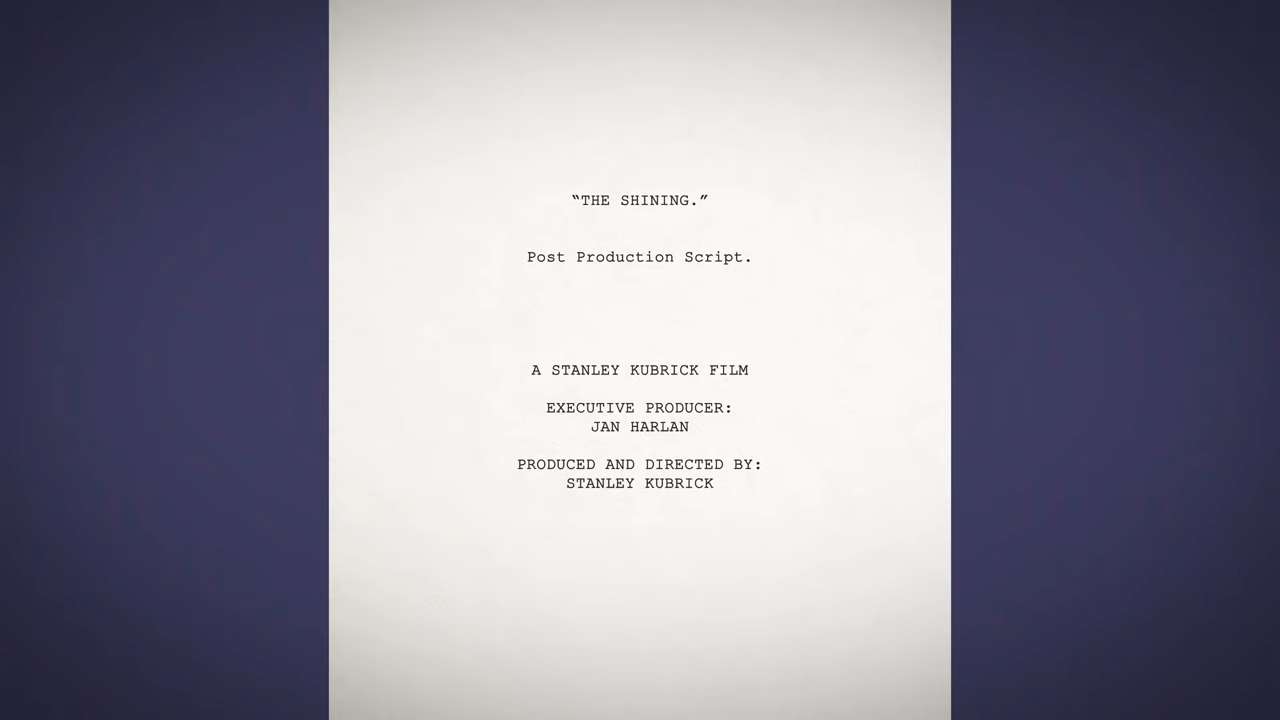 “THE SHINING.”
Post Production Script.
A STANLEY KUBRICK FILM
EXECUTIVE PRODUCER:
JAN HARLAN
PRODUCED AND DIRECTED BY:
STANLEY KUBRICK